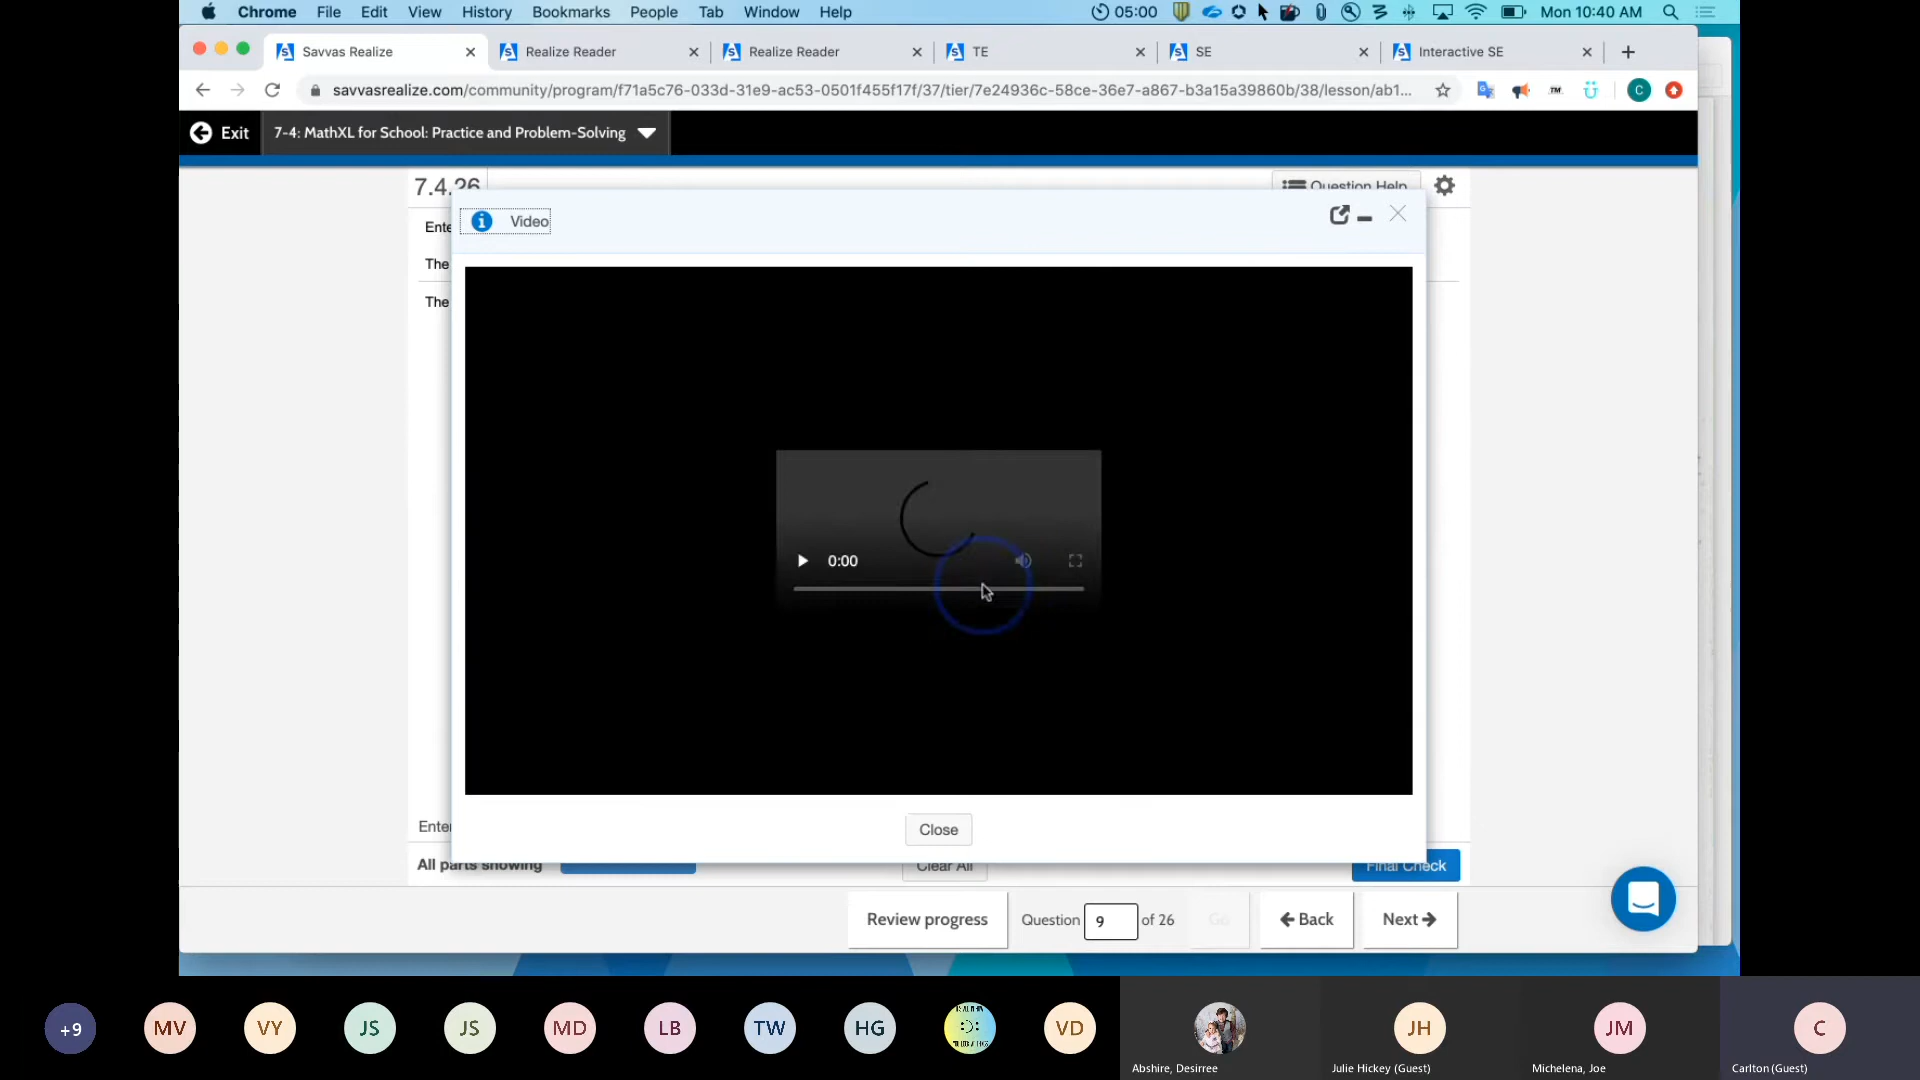 Chrome File Edit View History Bookmarks People Tab Window Help 05:00 Mon 10:40 AM
Savvas Realize Realize Reader Realize Reader TE SE Interactive SE
savvasrealize.com/community/program/f71a5c76-033d-31e9-ac53-0501f455f17f/37/tier/7e24936c-58ce-36e7-a867-b3a15a39860b/38/lesson/ab1... TM C
Exit 7-4: MathXL for School: Practice and Problem-Solving
7.4.26 Question Help
Video
Ente
The
The
0:00
Close
Enter
All parts showing Clear All Final Check
Review progress Question 9 of 26 Go Back Next
+9 MV VY JS JS MD LB TW HG VD JH JM C
Abshire, Desirree Julie Hickey (Guest) Michelena, Joe Carlton (Guest)